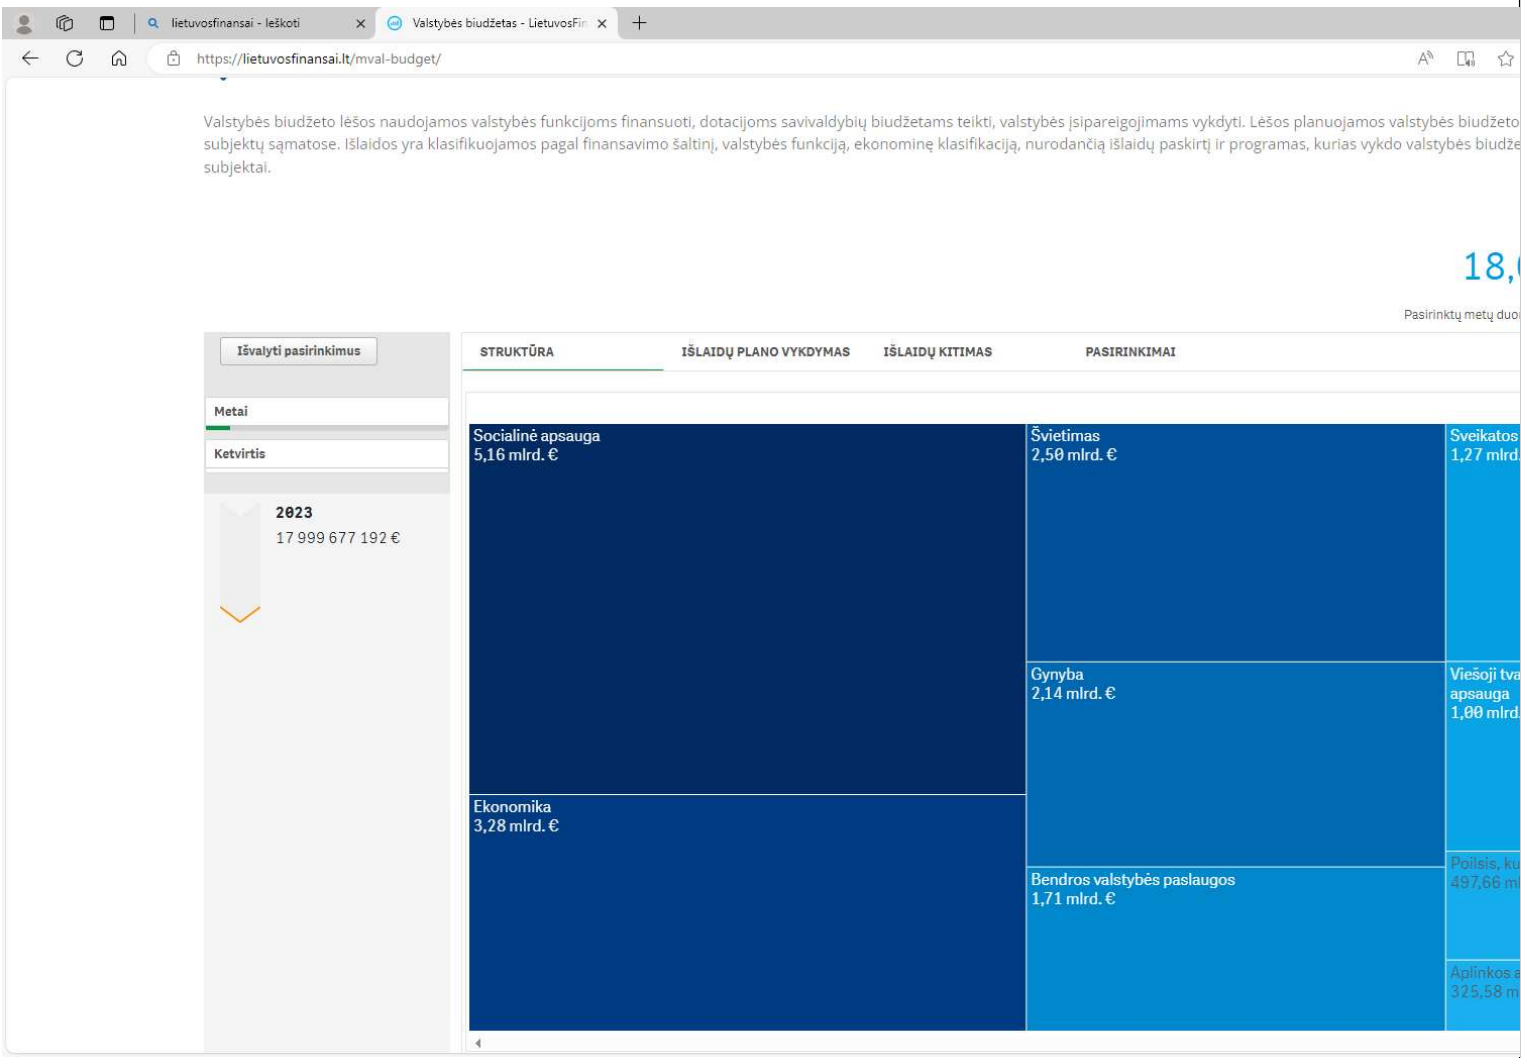 lietuvosfinansai - Ieškoti
Valstybės biudžetas - LietuvosFin
https://lietuvosfinansai.lt/mval-budget/
Valstybės biudžeto lėšos naudojamos valstybės funkcijoms finansuoti, dotacijoms savivaldybių biudžetams teikti, valstybės įsipareigojimams vykdyti. Lėšos planuojamos valstybės biudžeto
subjektų sąmatose. Išlaidos yra klasifikuojamos pagal finansavimo šaltinį, valstybės funkciją, ekonominę klasifikaciją, nurodančią išlaidų paskirtį ir programas, kurias vykdo valstybės biudže
subjektai.
18,
Pasirinktų metų duo
Išvalyti pasirinkimus
STRUKTŪRA IŠLAIDŲ PLANO VYKDYMAS IŠLAIDŲ KITIMAS PASIRINKIMAI
Metai
Ketvirtis
2023
17 999 677 192 €
Socialinė apsauga
5,16 mlrd. €
Ekonomika
3,28 mlrd. €
Švietimas
2,50 mlrd. €
Gynyba
2,14 mlrd. €
Bendros valstybės paslaugos
1,71 mlrd. €
Sveikatos
1,27 mlrd.
Viešoji tva
apsauga
1,00 mlrd.
Poilsis, ku
497,66 m
Aplinkos a
325,58 m